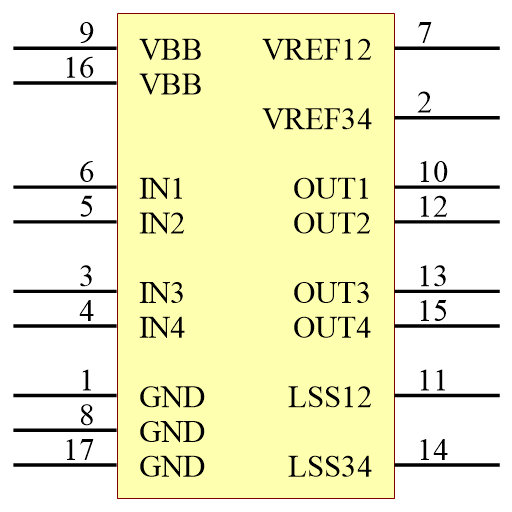 9 VBB VREF12 7
16 VBB
VREF34 2
6 IN1 OUT1 10
5 IN2 OUT2 12
3 IN3 OUT3 13
4 IN4 OUT4 15
1 GND LSS12 11
8 GND
17 GND LSS34 14